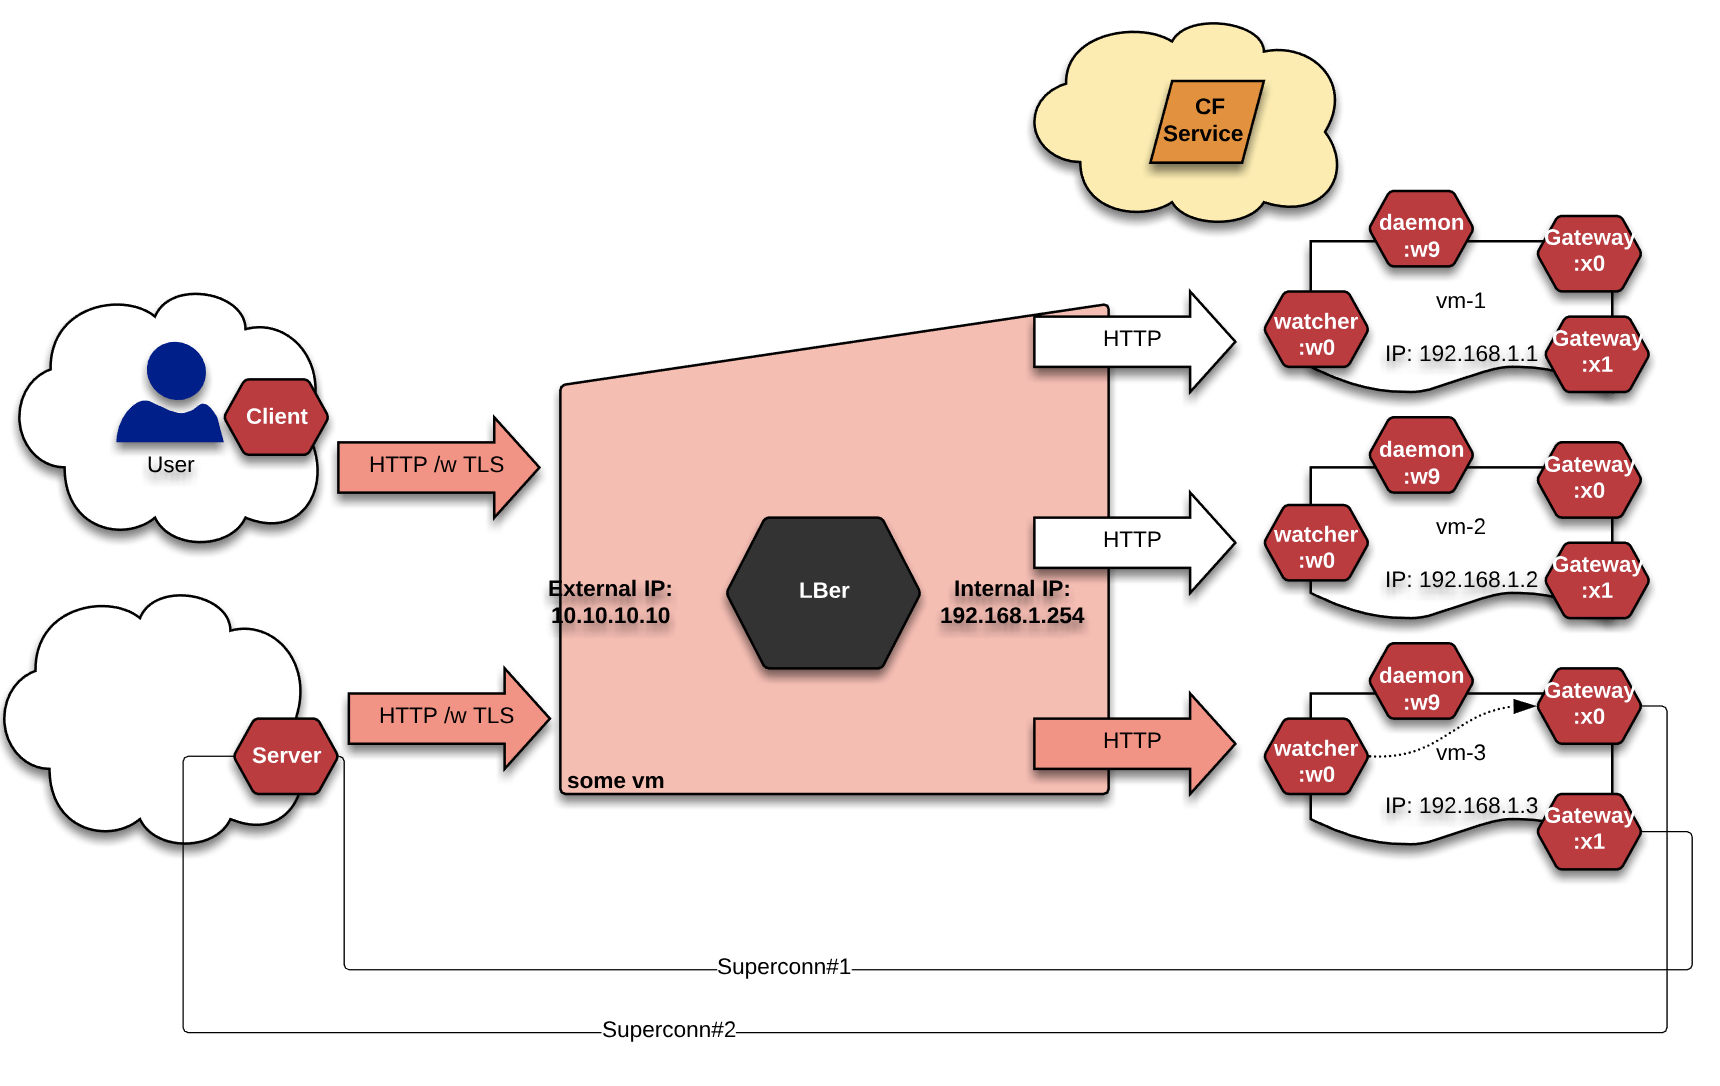 CF
Service
daemon
:w9
Gateway
:x0
watcher
:w0
vm-1
IP: 192.168.1.1
Gateway
:x1
HTTP
Client
User
HTTP /w TLS
daemon
:w9
Gateway
:x0
watcher
:w0
vm-2
IP: 192.168.1.2
Gateway
:x1
HTTP
External IP:
10.10.10.10
LBer
Internal IP:
192.168.1.254
daemon
:w9
Gateway
:x0
watcher
:w0
vm-3
IP: 192.168.1.3
Gateway
:x1
HTTP
HTTP /w TLS
Server
some vm
Superconn#1
Superconn#2